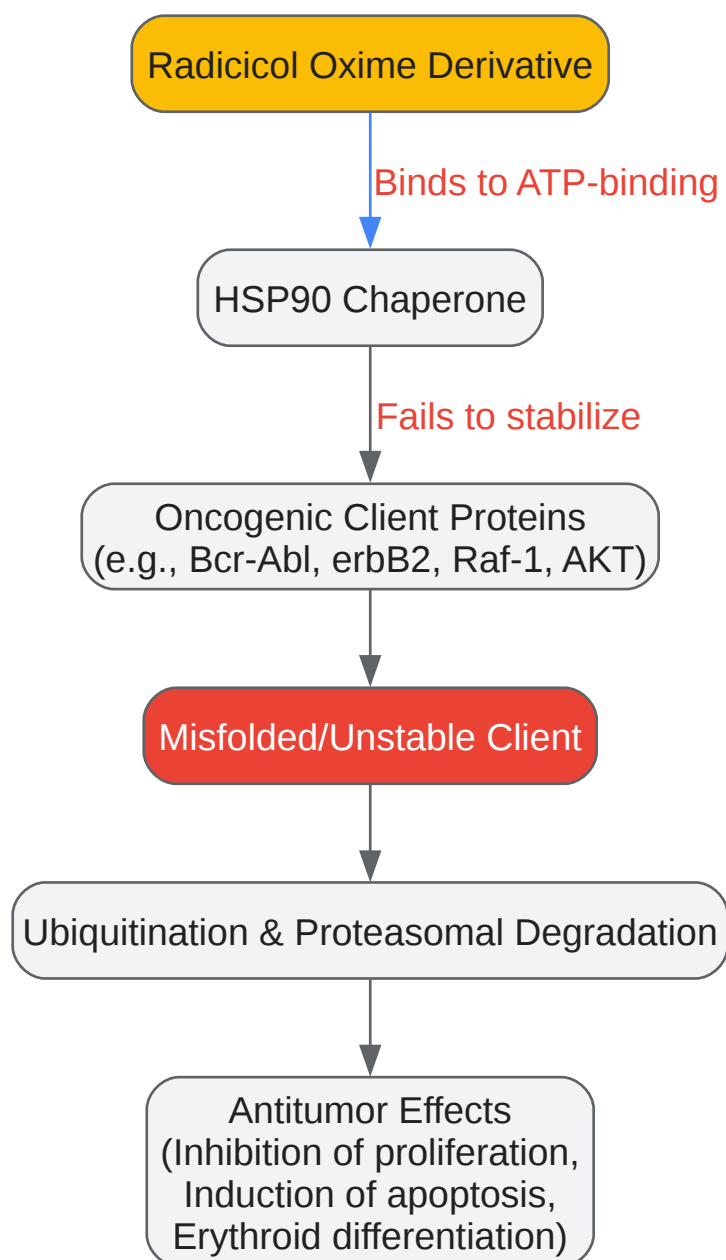 Radicicol Oxime Derivative
Binds to ATP-binding
HSP90 Chaperone
Fails to stabilize
Oncogenic Client Proteins
(e.g., Bcr-Abl, erbB2, Raf-1, AKT)
Misfolded/Unstable Client
Ubiquitination & Proteasomal Degradation
Antitumor Effects
(Inhibition of proliferation,
Induction of apoptosis,
Erythroid differentiation)